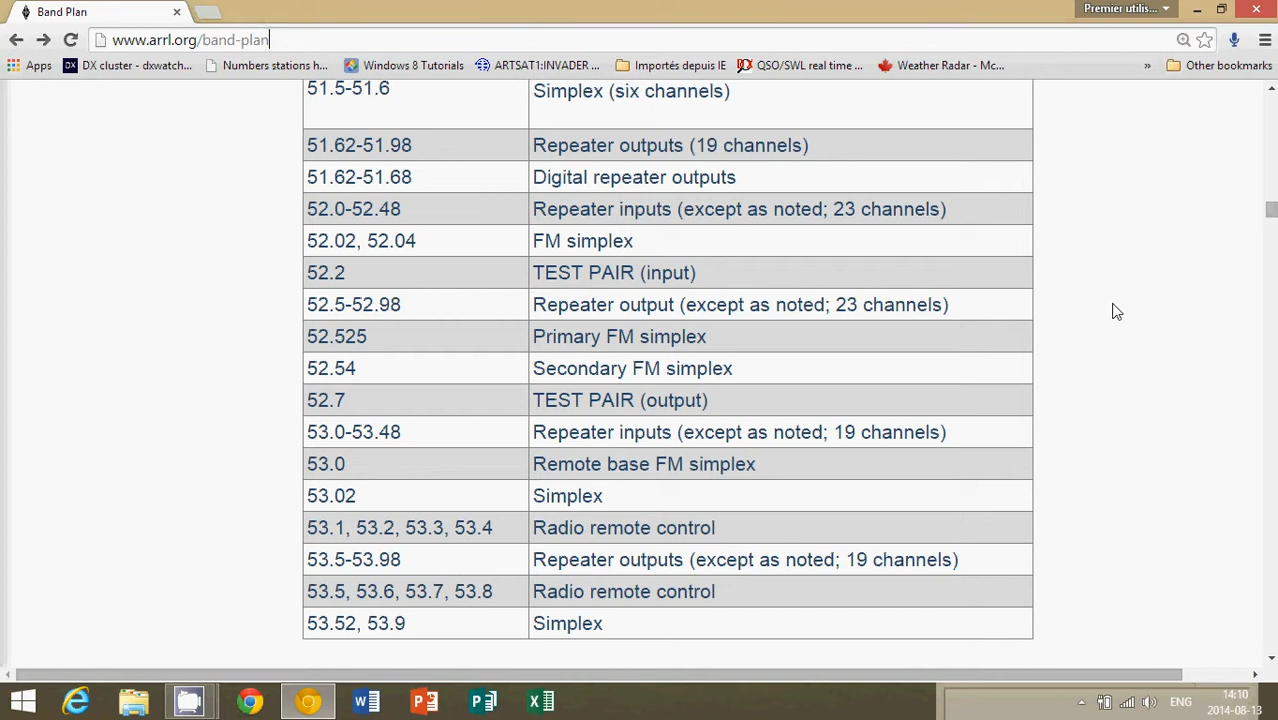 Band Plan
Premier utilis...
www.arrl.org/band-plan
Apps
DX cluster - dxwatch...
Numbers stations h...
Windows 8 Tutorials
ARTSAT1:INVADER ...
Importés depuis IE
QSO/SWL real time ...
Weather Radar - Mc...
»
Other bookmarks
51.5-51.6 Simplex (six channels)
51.62-51.98 Repeater outputs (19 channels)
51.62-51.68 Digital repeater outputs
52.0-52.48 Repeater inputs (except as noted; 23 channels)
52.02, 52.04 FM simplex
52.2 TEST PAIR (input)
52.5-52.98 Repeater output (except as noted; 23 channels)
52.525 Primary FM simplex
52.54 Secondary FM simplex
52.7 TEST PAIR (output)
53.0-53.48 Repeater inputs (except as noted; 19 channels)
53.0 Remote base FM simplex
53.02 Simplex
53.1, 53.2, 53.3, 53.4 Radio remote control
53.5-53.98 Repeater outputs (except as noted; 19 channels)
53.5, 53.6, 53.7, 53.8 Radio remote control
53.52, 53.9 Simplex
ENG
14:10
2014-08-13